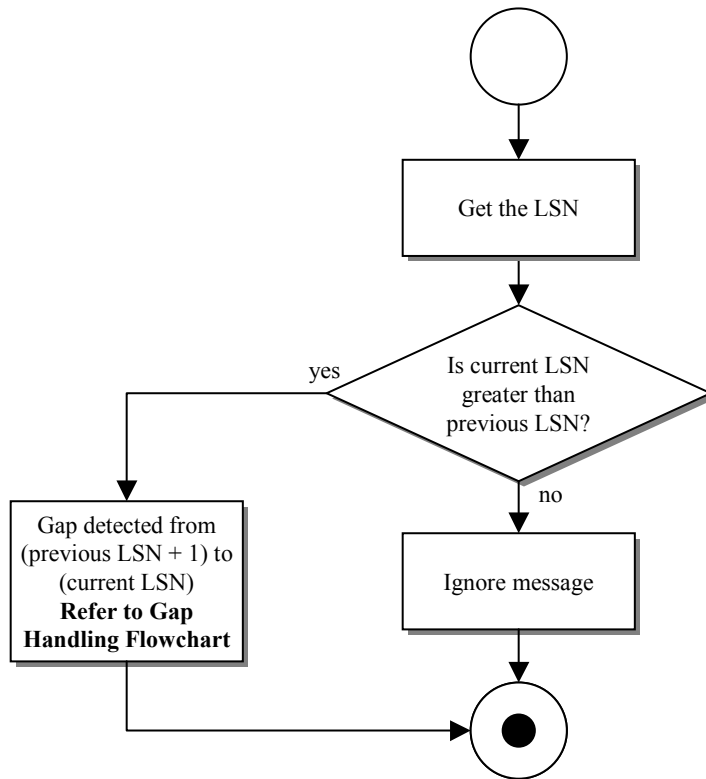 Get the LSN
Is current LSN
greater than
previous LSN?
yes
no
Gap detected from
(previous LSN + 1) to
(current LSN)
Refer to Gap
Handling Flowchart
Ignore message